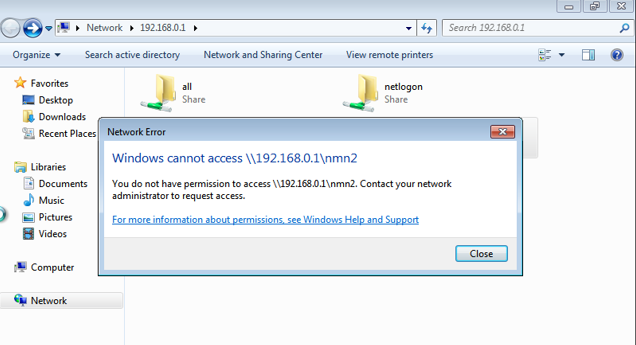 Network
192.168.0.1
Search 192.168.0.1
Organize
Search active directory
Network and Sharing Center
View remote printers
Favorites
Desktop
Downloads
Recent Places
Libraries
Documents
Music
Pictures
Videos
Computer
Network
all
Share
netlogon
Share
Network Error
Windows cannot access \\192.168.0.1\nmn2
You do not have permission to access \\192.168.0.1\nmn2. Contact your network
administrator to request access.
For more information about permissions, see Windows Help and Support
Close